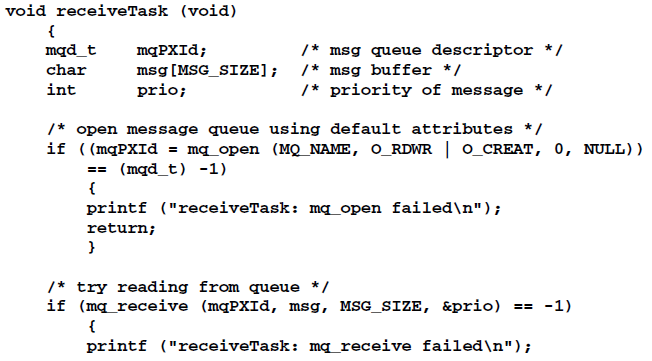 void receiveTask (void)
{
mqd_t mqPXId; /* msg queue descriptor */
char msg[MSG_SIZE]; /* msg buffer */
int prio; /* priority of message */
/* open message queue using default attributes */
if ((mqPXId = mq_open (MQ_NAME, O_RDWR | O_CREAT, 0, NULL))
== (mqd_t) -1)
{
printf ("receiveTask: mq_open failed\n");
return;
}
/* try reading from queue */
if (mq_receive (mqPXId, msg, MSG_SIZE, &prio) == -1)
{
printf ("receiveTask: mq_receive failed\n");